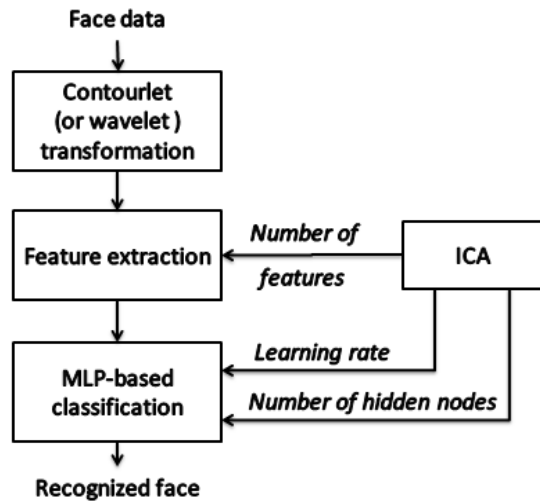 Face data
Contourlet
(or wavelet )
transformation
Feature extraction
Number of
features
ICA
MLP-based
classification
Learning rate
Number of hidden nodes
Recognized face